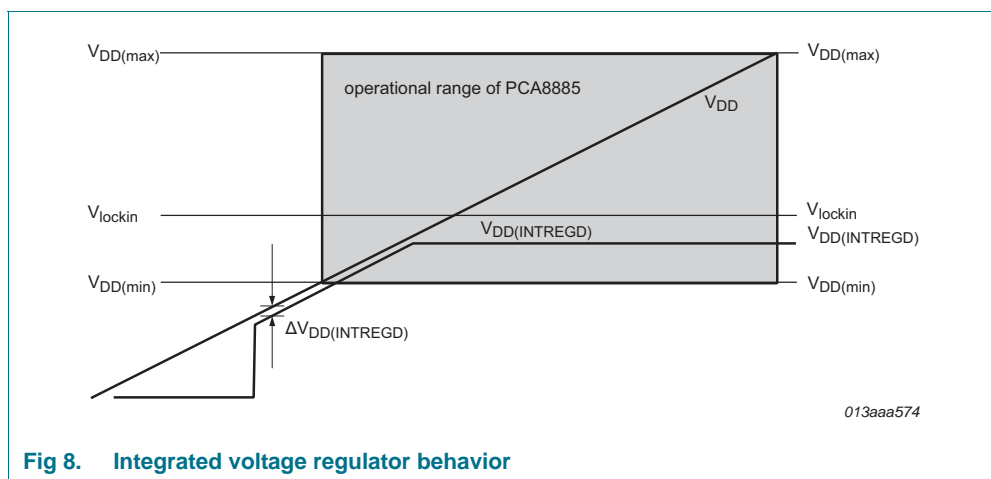 VDD(max)
VDD(max)
operational range of PCA8885
VDD
Vlockin
Vlockin
VDD(INTREGD)
VDD(INTREGD)
VDD(min)
VDD(min)
ΔVDD(INTREGD)
013aaa574
Fig 8. Integrated voltage regulator behavior